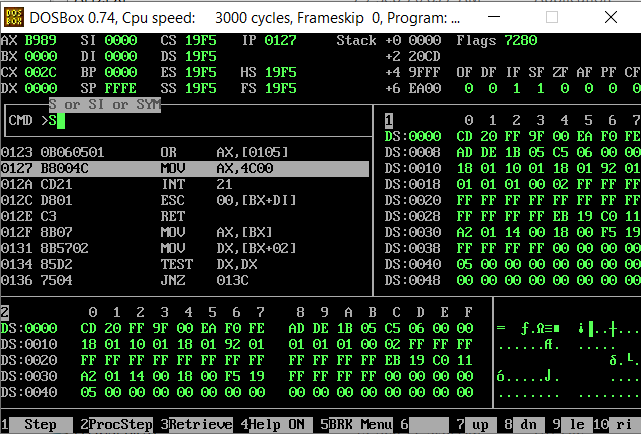 DOSBox 0.74, Cpu speed: 3000 cycles, Frameskip 0, Program: ...
AX B989 SI 0000 CS 19F5 IP 0127 Stack +0 0000 Flags 7280
BX 0000 DI 0000 DS 19F5 +2 20CD
CX 002C BP 0000 ES 19F5 HS 19F5 +4 9FFF OF DF IF SF ZF AF PF CF
DX 0000 SP FFFE SS 19F5 FS 19F5 +6 EA00 0 0 1 1 0 0 0 0
S or SI or SYM
CMD >S
1 0 1 2 3 4 5 6 7
DS:0000 CD 20 FF 9F 00 EA F0 FE
DS:0008 AD DE 1B 05 C5 06 00 00
DS:0010 18 01 10 01 18 01 92 01
DS:0018 01 01 01 00 02 FF FF FF
DS:0020 FF FF FF FF FF FF FF FF
DS:0028 FF FF FF FF EB 19 C0 11
DS:0030 A2 01 14 00 18 00 F5 19
DS:0038 FF FF FF FF 00 00 00 00
DS:0040 05 00 00 00 00 00 00 00
DS:0048 00 00 00 00 00 00 00 00
0123 0B060501 OR AX,[0105]
0127 B8004C MOV AX,4C00
012A CD21 INT 21
012C D801 ESC 00,[BX+DI]
012E C3 RET
012F 8B07 MOV AX,[BX]
0131 8B5702 MOV DX,[BX+02]
0134 85D2 TEST DX,DX
0136 7504 JNZ 013C
2 0 1 2 3 4 5 6 7 8 9 A B C D E F
DS:0000 CD 20 FF 9F 00 EA F0 FE AD DE 1B 05 C5 06 00 00
DS:0010 18 01 10 01 18 01 92 01 01 01 01 00 02 FF FF FF
DS:0020 FF FF FF FF FF FF FF FF FF FF FF FF EB 19 C0 11
DS:0030 A2 01 14 00 18 00 F5 19 FF FF FF FF 00 00 00 00
DS:0040 05 00 00 00 00 00 00 00 00 00 00 00 00 00 00 00
1 Step 2ProcStep 3Retrieve 4Help ON 5BRK Menu 6 7 up 8 dn 9 le 10 ri